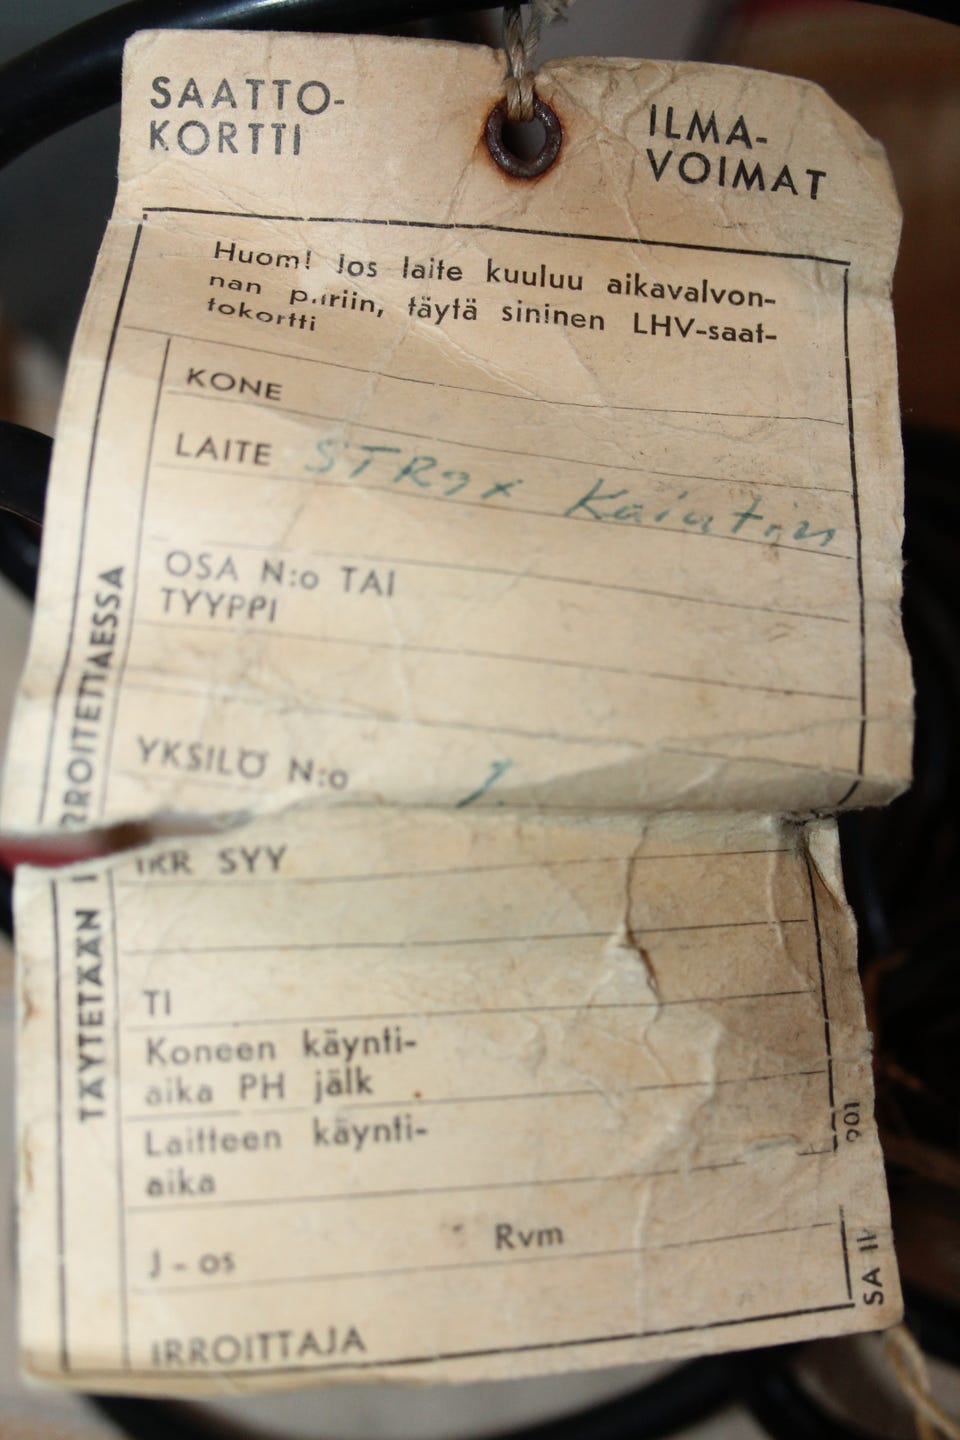 SAATTO-
KORTTI
ILMA-
VOIMAT
Huom! Jos laite kuuluu aikavalvon-
nan piiriin, täytä sininen LHV-saat-
tokortti
KONE
LAITE STR9x
OSA N:o TAI
TYYPPI
YKSILÖ N:o 1.
IRR SYY
TI
Koneen käynti-
aika PH jälk
Laitteen käynti-
aika
J-os Rvm
IRROITTAJA
TÄYTETÄÄN IRROITETTAESSA